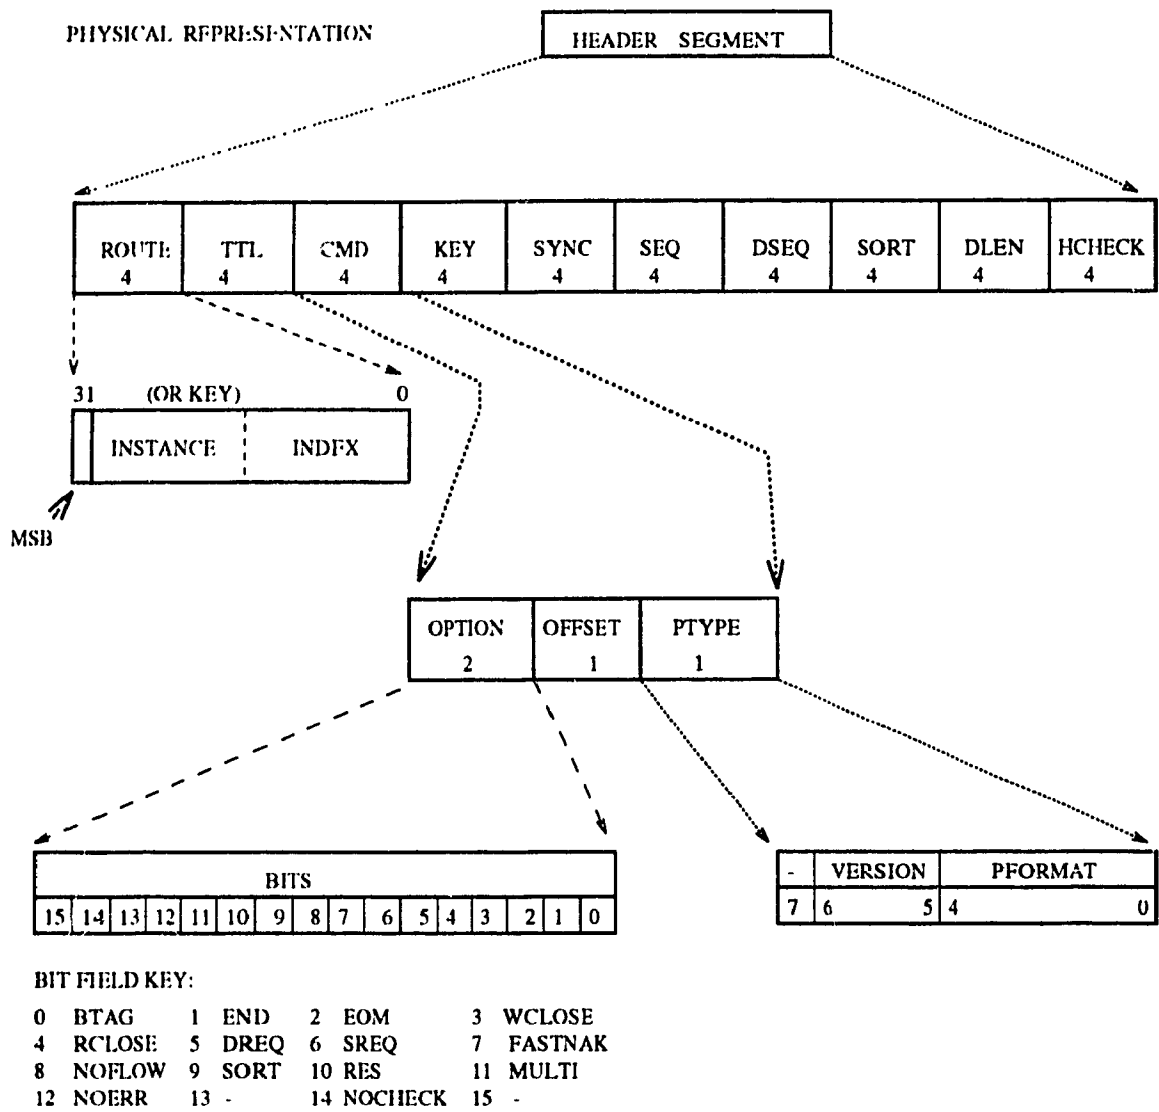 PHYSICAL REPRESENTATION
HEADER SEGMENT
ROUTE TTL CMD KEY SYNC SEQ DSEQ SORT DLEN HCHECK
4 4 4 4 4 4 4 4 4 4
31 (OR KEY) 0
INSTANCE INDEX
MSB
OPTION OFFSET PTYPE
2 1 1
BITS
15 14 13 12 11 10 9 8 7 6 5 4 3 2 1 0
- VERSION PFORMAT
7 6 5 4 0
BIT FIELD KEY:
0 BTAG 1 END 2 EOM 3 WCLOSE
4 RCLOSE 5 DREQ 6 SREQ 7 FASTNAK
8 NOFLOW 9 SORT 10 RES 11 MULTI
12 NOERR 13 - 14 NOCHECK 15 -